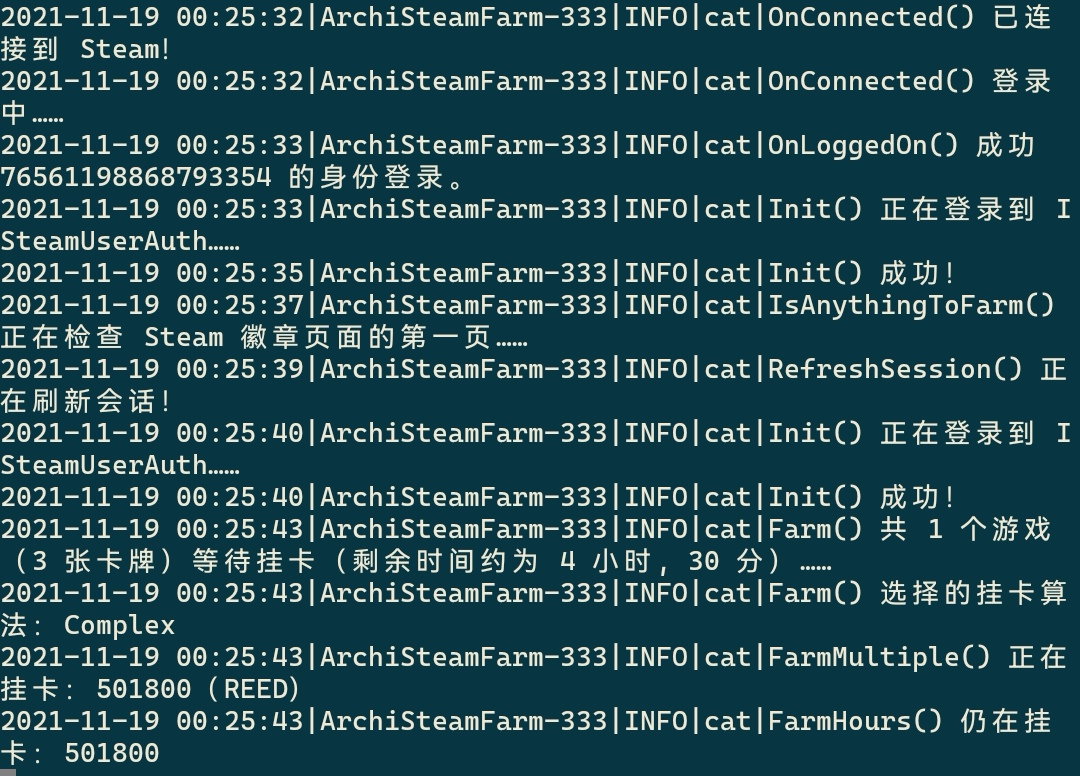 2021-11-19 00:25:32|ArchiSteamFarm-333|INFO|cat|OnConnected() 已连
接到 Steam!
2021-11-19 00:25:32|ArchiSteamFarm-333|INFO|cat|OnConnected() 登录
中……
2021-11-19 00:25:33|ArchiSteamFarm-333|INFO|cat|OnLoggedOn() 成功
76561198868793354 的身份登录。
2021-11-19 00:25:33|ArchiSteamFarm-333|INFO|cat|Init() 正在登录到 I
SteamUserAuth……
2021-11-19 00:25:35|ArchiSteamFarm-333|INFO|cat|Init() 成功!
2021-11-19 00:25:37|ArchiSteamFarm-333|INFO|cat|IsAnythingToFarm()
正在检查 Steam 徽章页面的第一页……
2021-11-19 00:25:39|ArchiSteamFarm-333|INFO|cat|RefreshSession() 正
在刷新会话!
2021-11-19 00:25:40|ArchiSteamFarm-333|INFO|cat|Init() 正在登录到 I
SteamUserAuth……
2021-11-19 00:25:40|ArchiSteamFarm-333|INFO|cat|Init() 成功!
2021-11-19 00:25:43|ArchiSteamFarm-333|INFO|cat|Farm() 共 1 个游戏
（3 张卡牌）等待挂卡（剩余时间约为 4 小时, 30 分）……
2021-11-19 00:25:43|ArchiSteamFarm-333|INFO|cat|Farm() 选择的挂卡算
法: Complex
2021-11-19 00:25:43|ArchiSteamFarm-333|INFO|cat|FarmMultiple() 正在
挂卡: 501800（REED）
2021-11-19 00:25:43|ArchiSteamFarm-333|INFO|cat|FarmHours() 仍在挂
卡: 501800